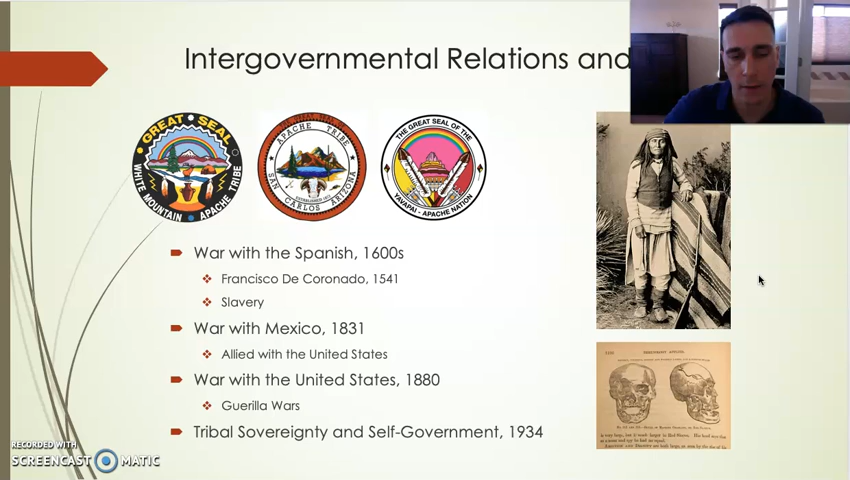 Intergovernmental Relations and
GREAT SEAL
WHITE MOUNTAIN APACHE TRIBE
APACHE TRIBE
SAN CARLOS ARIZONA
THE GREAT SEAL OF THE
YAVAPAI - APACHE NATION
War with the Spanish, 1600s
Francisco De Coronado, 1541
Slavery
War with Mexico, 1831
Allied with the United States
War with the United States, 1880
Guerilla Wars
Tribal Sovereignty and Self-Government, 1934
RECORDED WITH
SCREENCAST MATIC